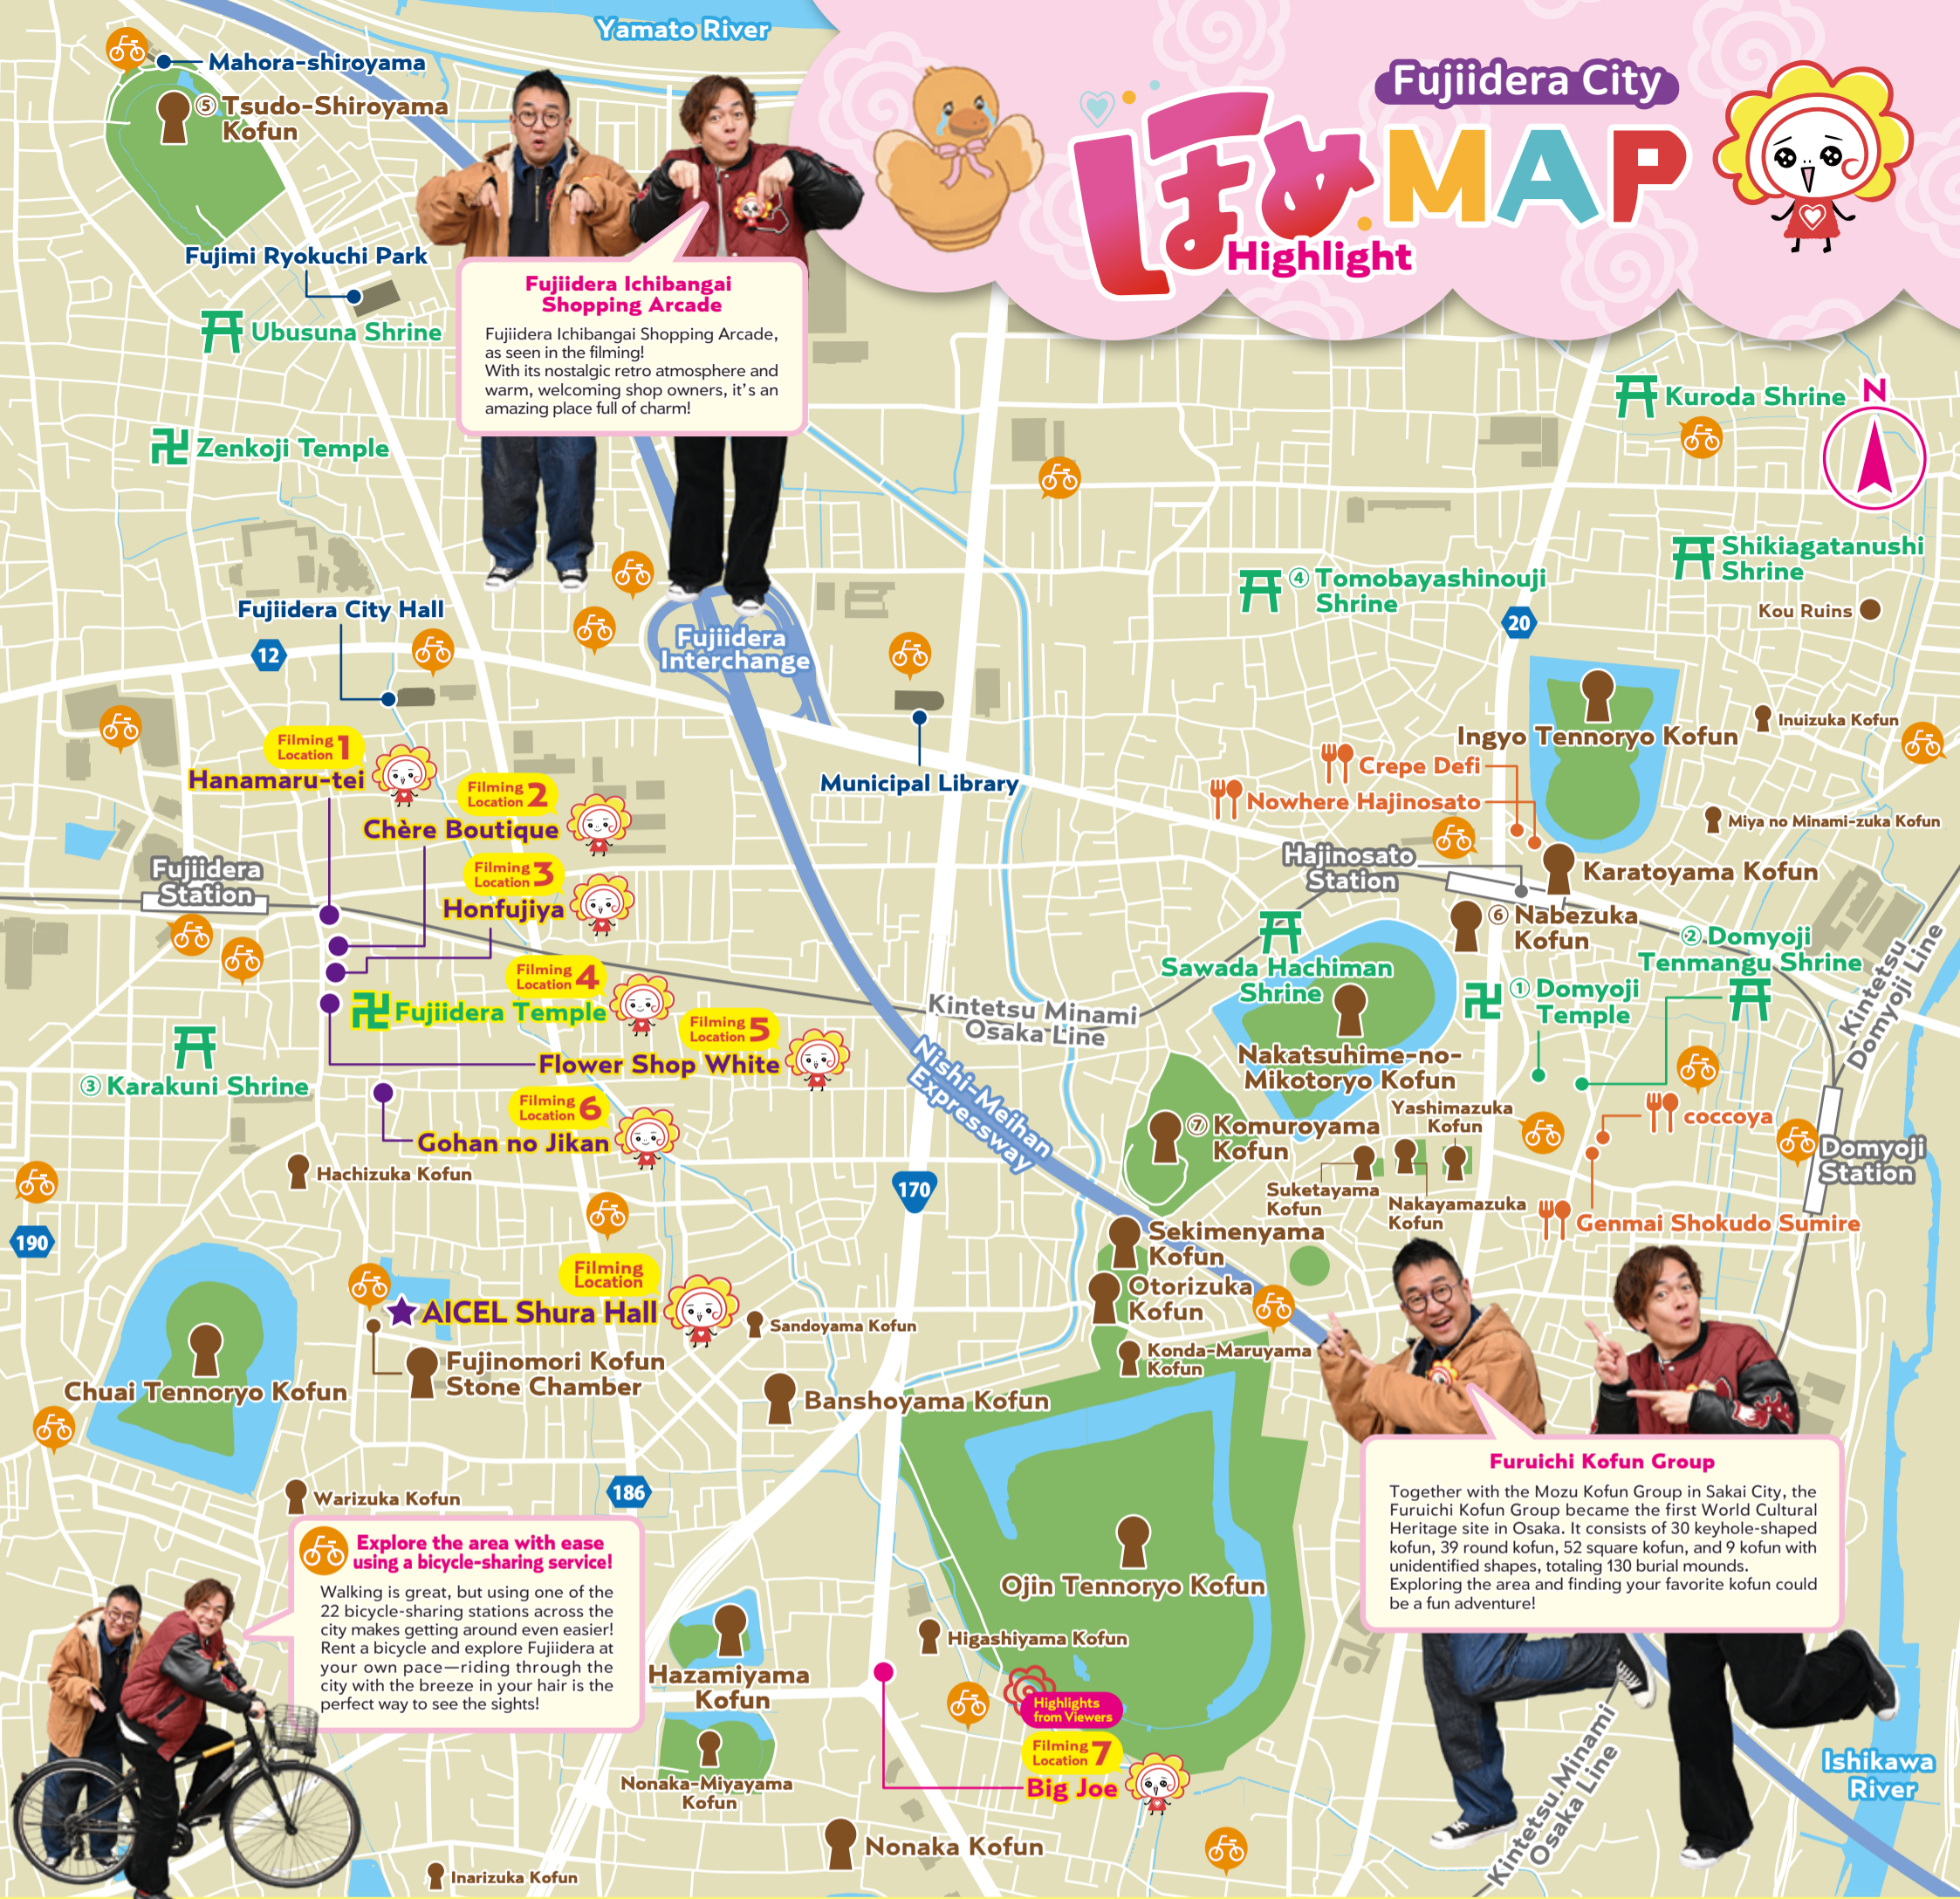 Yamato River
Fujiidera City
ほめ MAP
Highlight
Mahora-shiroyama
⑤ Tsudo-Shiroyama
Kofun
Fujimi Ryokuchi Park
Ubusuna Shrine
Zenkoji Temple
Fujiidera Ichibangai
Shopping Arcade
Fujiidera Ichibangai Shopping Arcade,
as seen in the filming!
With its nostalgic retro atmosphere and
warm, welcoming shop owners, it's an
amazing place full of charm!
Kuroda Shrine
N
Shikiagatanushi
Shrine
④ Tomobayashinouji
Shrine
Kou Ruins
20
Fujiidera City Hall
12
Fujiidera
Interchange
Municipal Library
Ingyo Tennoryo Kofun
Inuizuka Kofun
Crepe Defi
Nowhere Hajinosato
Miya no Minami-zuka Kofun
Hajinosato
Station
Karatoyama Kofun
⑥ Nabezuka
Kofun
② Domyoji
Tenmangu Shrine
Kintetsu
Domyoji Line
Filming
Location 1
Hanamaru-tei
Filming
Location 2
Chère Boutique
Filming
Location 3
Honfujiya
Fujiidera
Station
Filming
Location 4
Fujiidera Temple
Filming
Location 5
Flower Shop White
Filming
Location 6
Gohan no Jikan
③ Karakuni Shrine
Hachizuka Kofun
Kintetsu Minami
Osaka Line
Nishi-Meihan
Expressway
Sawada Hachiman
Shrine
① Domyoji
Temple
Nakatsuhime-no-
Mikotoryo Kofun
Yashimazuka
Kofun
⑦ Komuroyama
Kofun
Suketayama
Kofun
Nakayamazuka
Kofun
coccoya
Domyoji
Station
Genmai Shokudo Sumire
170
190
Sekimenyama
Kofun
Otorizuka
Kofun
Konda-Maruyama
Kofun
Filming
Location
AICEL Shura Hall
Sandoyama Kofun
Fujinomori Kofun
Stone Chamber
Chuai Tennoryo Kofun
Banshoyama Kofun
186
Warizuka Kofun
Explore the area with ease
using a bicycle-sharing service!
Walking is great, but using one of the
22 bicycle-sharing stations across the
city makes getting around even easier!
Rent a bicycle and explore Fujiidera at
your own pace—riding through the
city with the breeze in your hair is the
perfect way to see the sights!
Furuichi Kofun Group
Together with the Mozu Kofun Group in Sakai City, the
Furuichi Kofun Group became the first World Cultural
Heritage site in Osaka. It consists of 30 keyhole-shaped
kofun, 39 round kofun, 52 square kofun, and 9 kofun with
unidentified shapes, totaling 130 burial mounds.
Exploring the area and finding your favorite kofun could
be a fun adventure!
Ojin Tennoryo Kofun
Higashiyama Kofun
Hazamiyama
Kofun
Highlights
from Viewers
Filming
Location 7
Big Joe
Nonaka-Miyayama
Kofun
Nonaka Kofun
Inarizuka Kofun
Kintetsu Minami
Osaka Line
Ishikawa
River